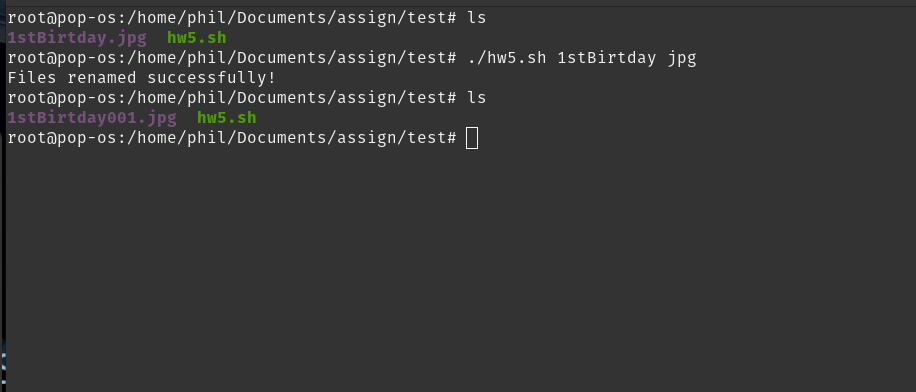 root@pop-os:/home/phil/Documents/assign/test# ls
1stBirtday.jpg  hw5.sh
root@pop-os:/home/phil/Documents/assign/test# ./hw5.sh 1stBirtday jpg
Files renamed successfully!
root@pop-os:/home/phil/Documents/assign/test# ls
1stBirtday001.jpg  hw5.sh
root@pop-os:/home/phil/Documents/assign/test#